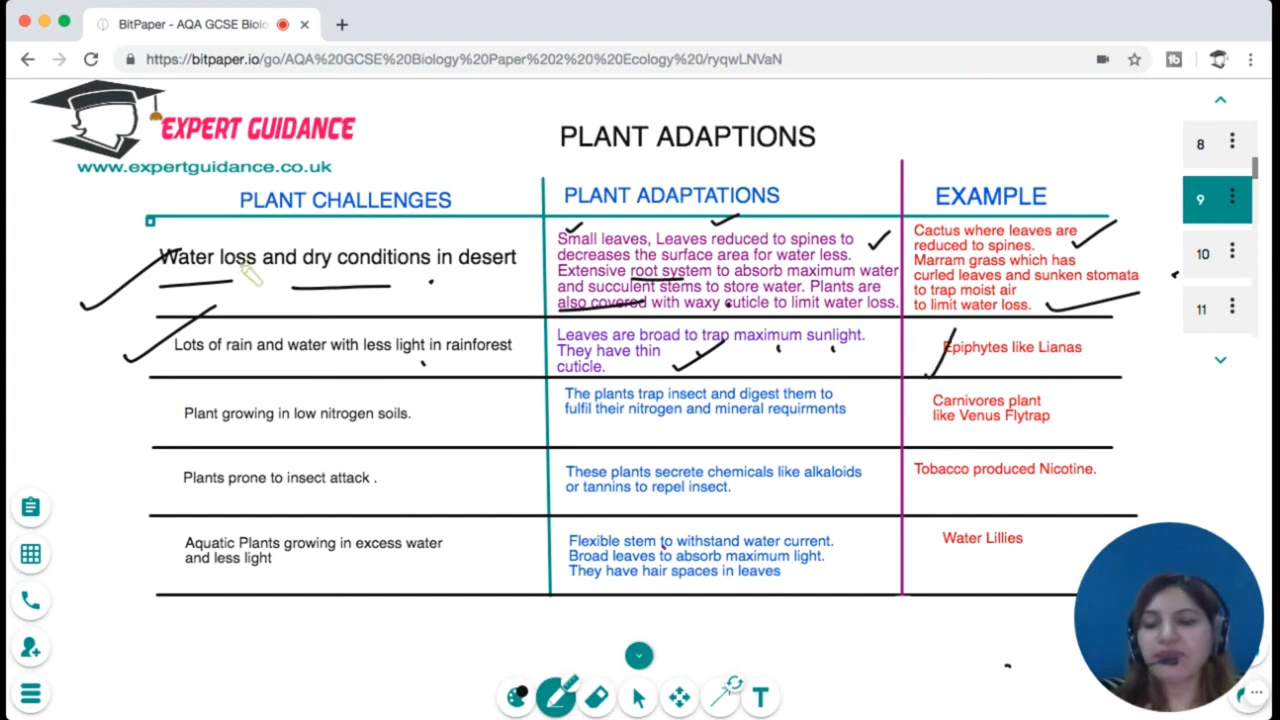 BitPaper - AQA GCSE Biolo
https://bitpaper.io/go/AQA%20GCSE%20Biology%20Paper%202%20%20Ecology%20/ryqwLNVaN
EXPERT GUIDANCE
www.expertguidance.co.uk
PLANT ADAPTIONS
PLANT CHALLENGES
PLANT ADAPTATIONS
EXAMPLE
Water loss and dry conditions in desert
Small leaves, Leaves reduced to spines to
decreases the surface area for water less.
Extensive root system to absorb maximum water
and succulent stems to store water. Plants are
also covered with waxy cuticle to limit water loss.
Cactus where leaves are
reduced to spines.
Marram grass which has
curled leaves and sunken stomata
to trap moist air
to limit water loss.
Lots of rain and water with less light in rainforest
Leaves are broad to trap maximum sunlight.
They have thin
cuticle.
Epiphytes like Lianas
Plant growing in low nitrogen soils.
The plants trap insect and digest them to
fulfil their nitrogen and mineral requirments
Carnivores plant
like Venus Flytrap
Plants prone to insect attack .
These plants secrete chemicals like alkaloids
or tannins to repel insect.
Tobacco produced Nicotine.
Aquatic Plants growing in excess water
and less light
Flexible stem to withstand water current.
Broad leaves to absorb maximum light.
They have hair spaces in leaves
Water Lillies
8
9
10
11
T